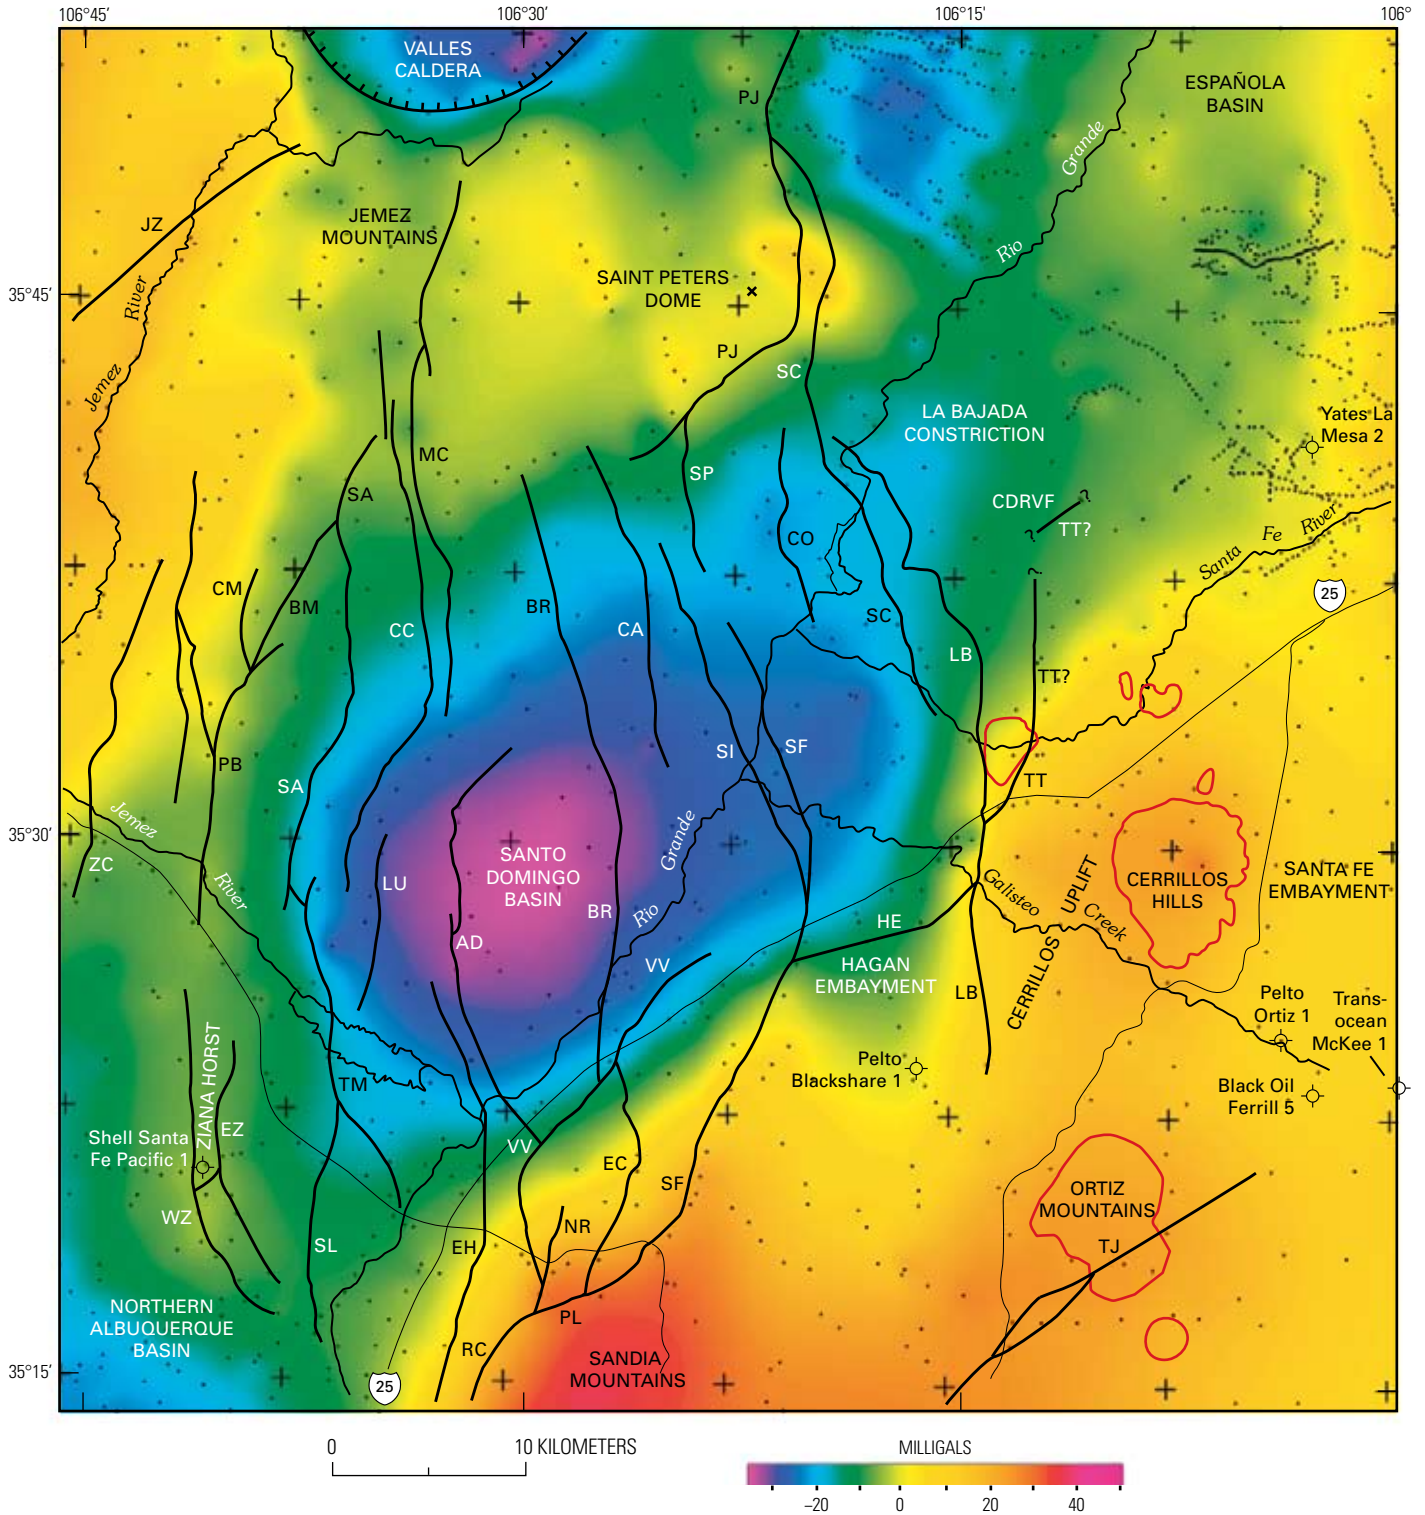 106°45′
106°30′
106°15′
106°
VALLES
CALDERA
PJ
ESPAÑOLA
BASIN
Rio Grande
JZ
JEMEZ
MOUNTAINS
SAINT PETERS
DOME
35°45′
Jemez River
PJ
SC
LA BAJADA
CONSTRICTION
Yates La
Mesa 2
MC
SA
SP
CDRVF
?
TT?
?
?
Santa Fe River
25
CO
CM
BM
BR
CC
CA
SC
LB
TT?
PB
SA
SI
SF
TT
35°30′
Jemez River
ZC
LU
SANTO
DOMINGO
BASIN
Rio Grande
BR
AD
VV
HE
HAGAN
EMBAYMENT
Galisteo Creek
CERRILLOS UPLIFT
CERRILLOS
HILLS
SANTA FE
EMBAYMENT
LB
Pelto
Ortiz 1
Trans-
ocean
McKee 1
Pelto
Blackshare 1
Black Oil
Ferrill 5
TM
ZIANA HORST
EZ
Shell Santa
Fe Pacific 1
VV
EC
SF
WZ
SL
EH
NR
ORTIZ
MOUNTAINS
TJ
PL
RC
NORTHERN
ALBUQUERQUE
BASIN
SANDIA
MOUNTAINS
35°15′
25
0
10 KILOMETERS
MILLIGALS
–20
0
20
40